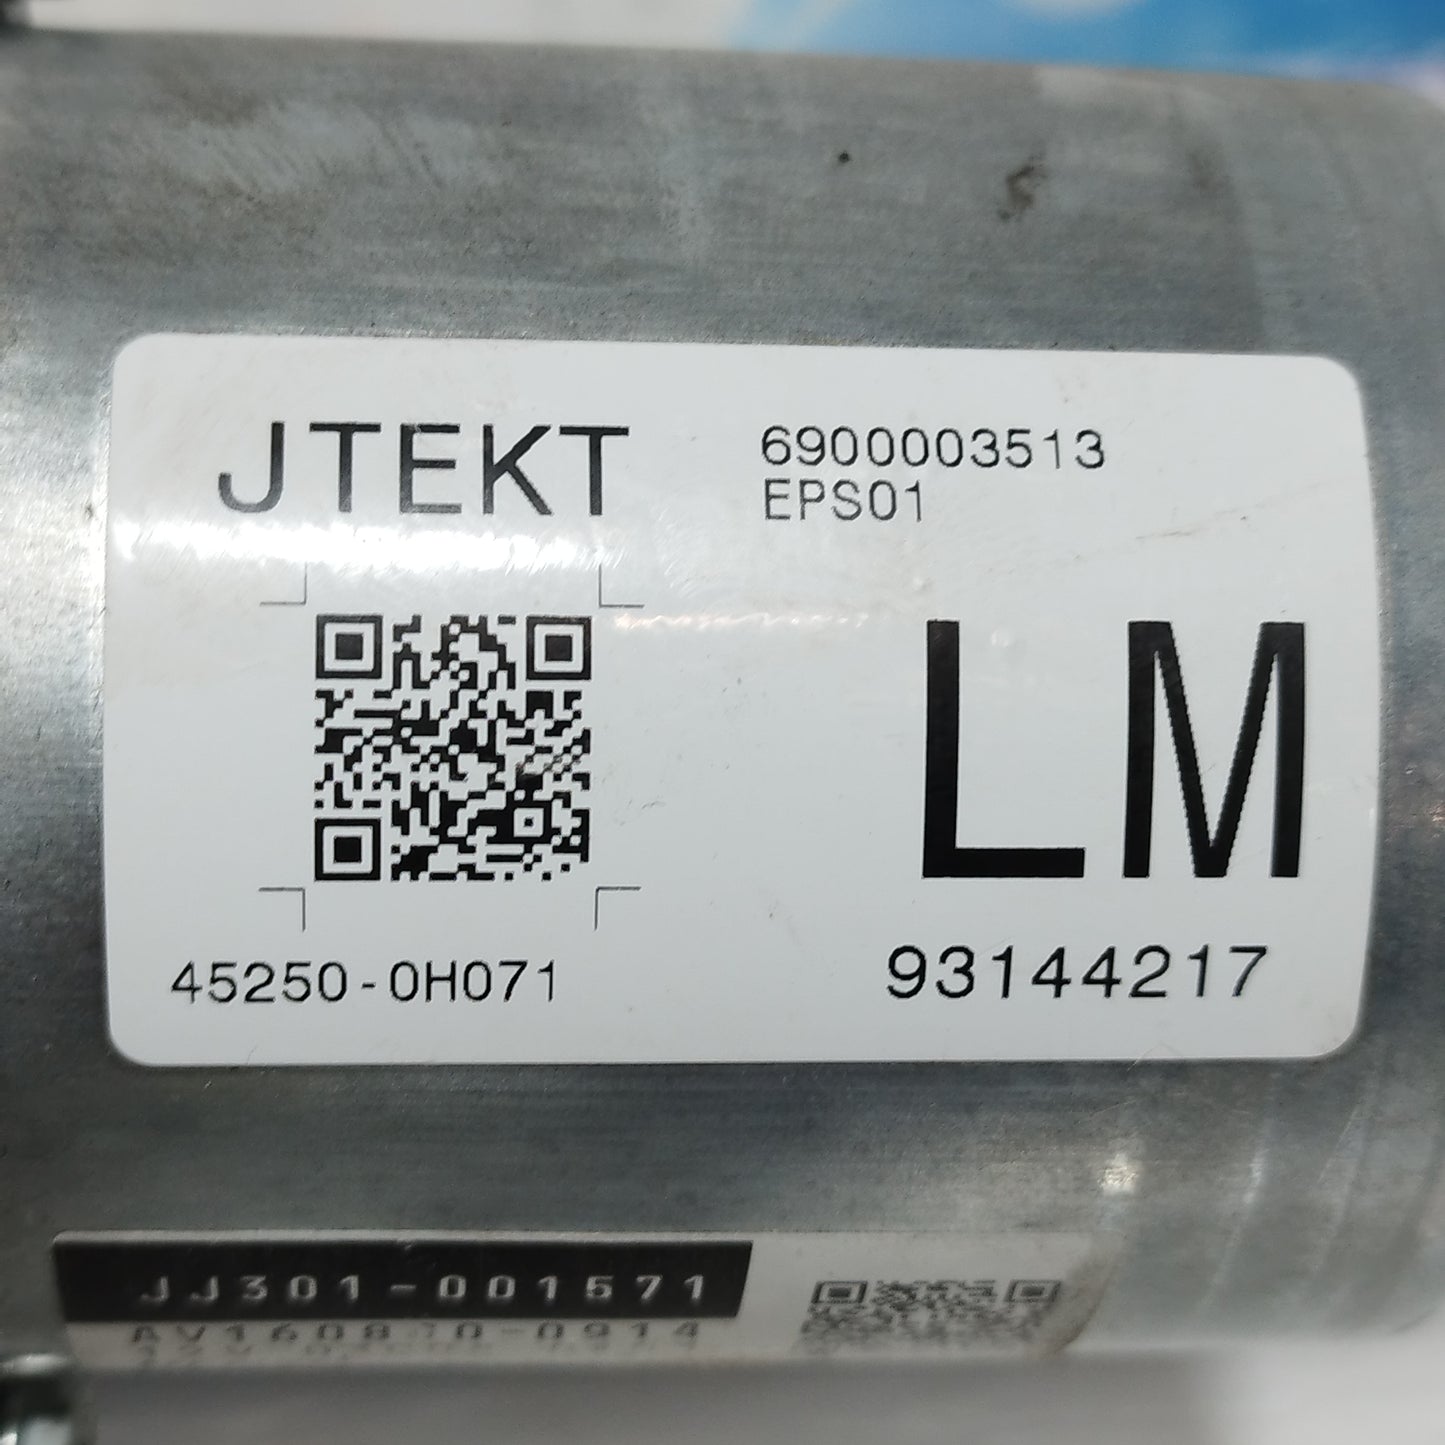 JTEKT
6900003513
EPS01
LM
45250-0H071
93144217
JJ301-001571